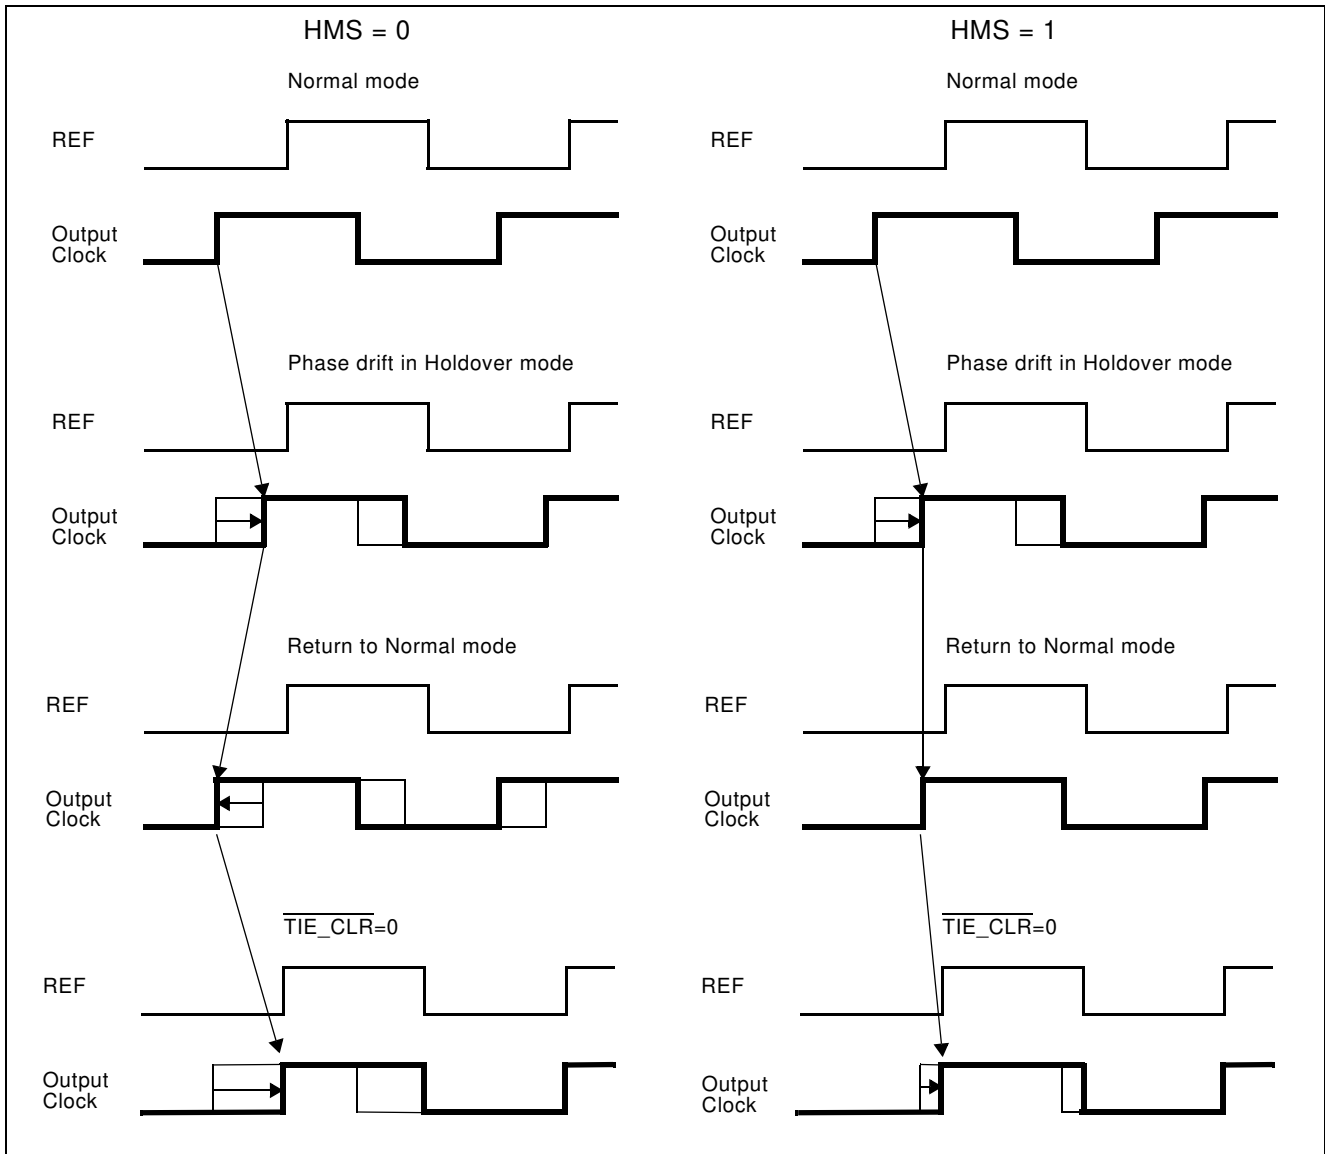 HMS = 0
Normal mode
REF
Output
Clock
Phase drift in Holdover mode
REF
Output
Clock
Return to Normal mode
REF
Output
Clock
TIE_CLR=0
REF
Output
Clock
HMS = 1
Normal mode
REF
Output
Clock
Phase drift in Holdover mode
REF
Output
Clock
Return to Normal mode
REF
Output
Clock
TIE_CLR=0
REF
Output
Clock